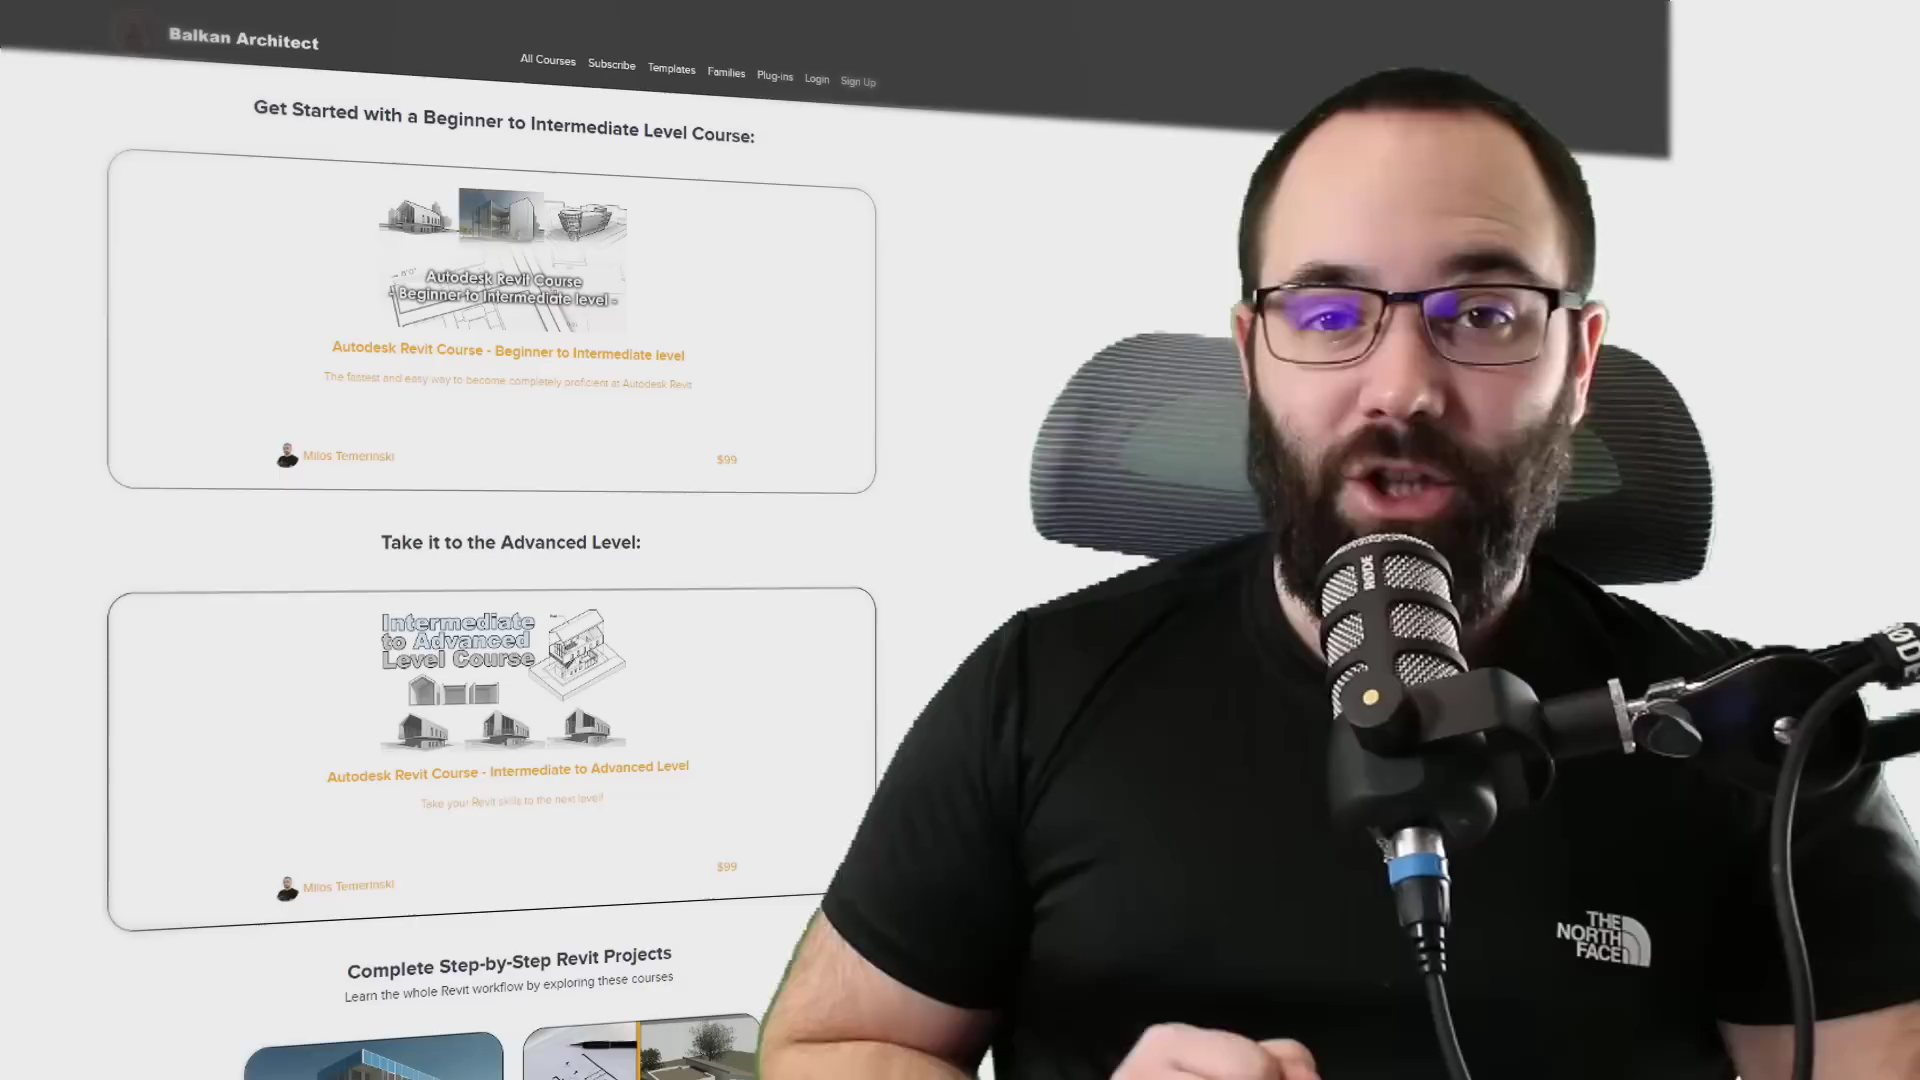 Balkan Architect
All Courses Subscribe Templates Families Plug-ins Login Sign Up
Get Started with a Beginner to Intermediate Level Course:
Autodesk Revit Course
- Beginner to Intermediate level -
Autodesk Revit Course - Beginner to Intermediate level
The fastest and easy way to become completely proficient at Autodesk Revit
Milos Temerinski
$99
Take it to the Advanced Level:
Intermediate
to Advanced
Level Course
Autodesk Revit Course - Intermediate to Advanced Level
Take your Revit skills to the next level!
Milos Temerinski
$99
Complete Step-by-Step Revit Projects
Learn the whole Revit workflow by exploring these courses
RØDE
RØDE
THE
NORTH
FACE